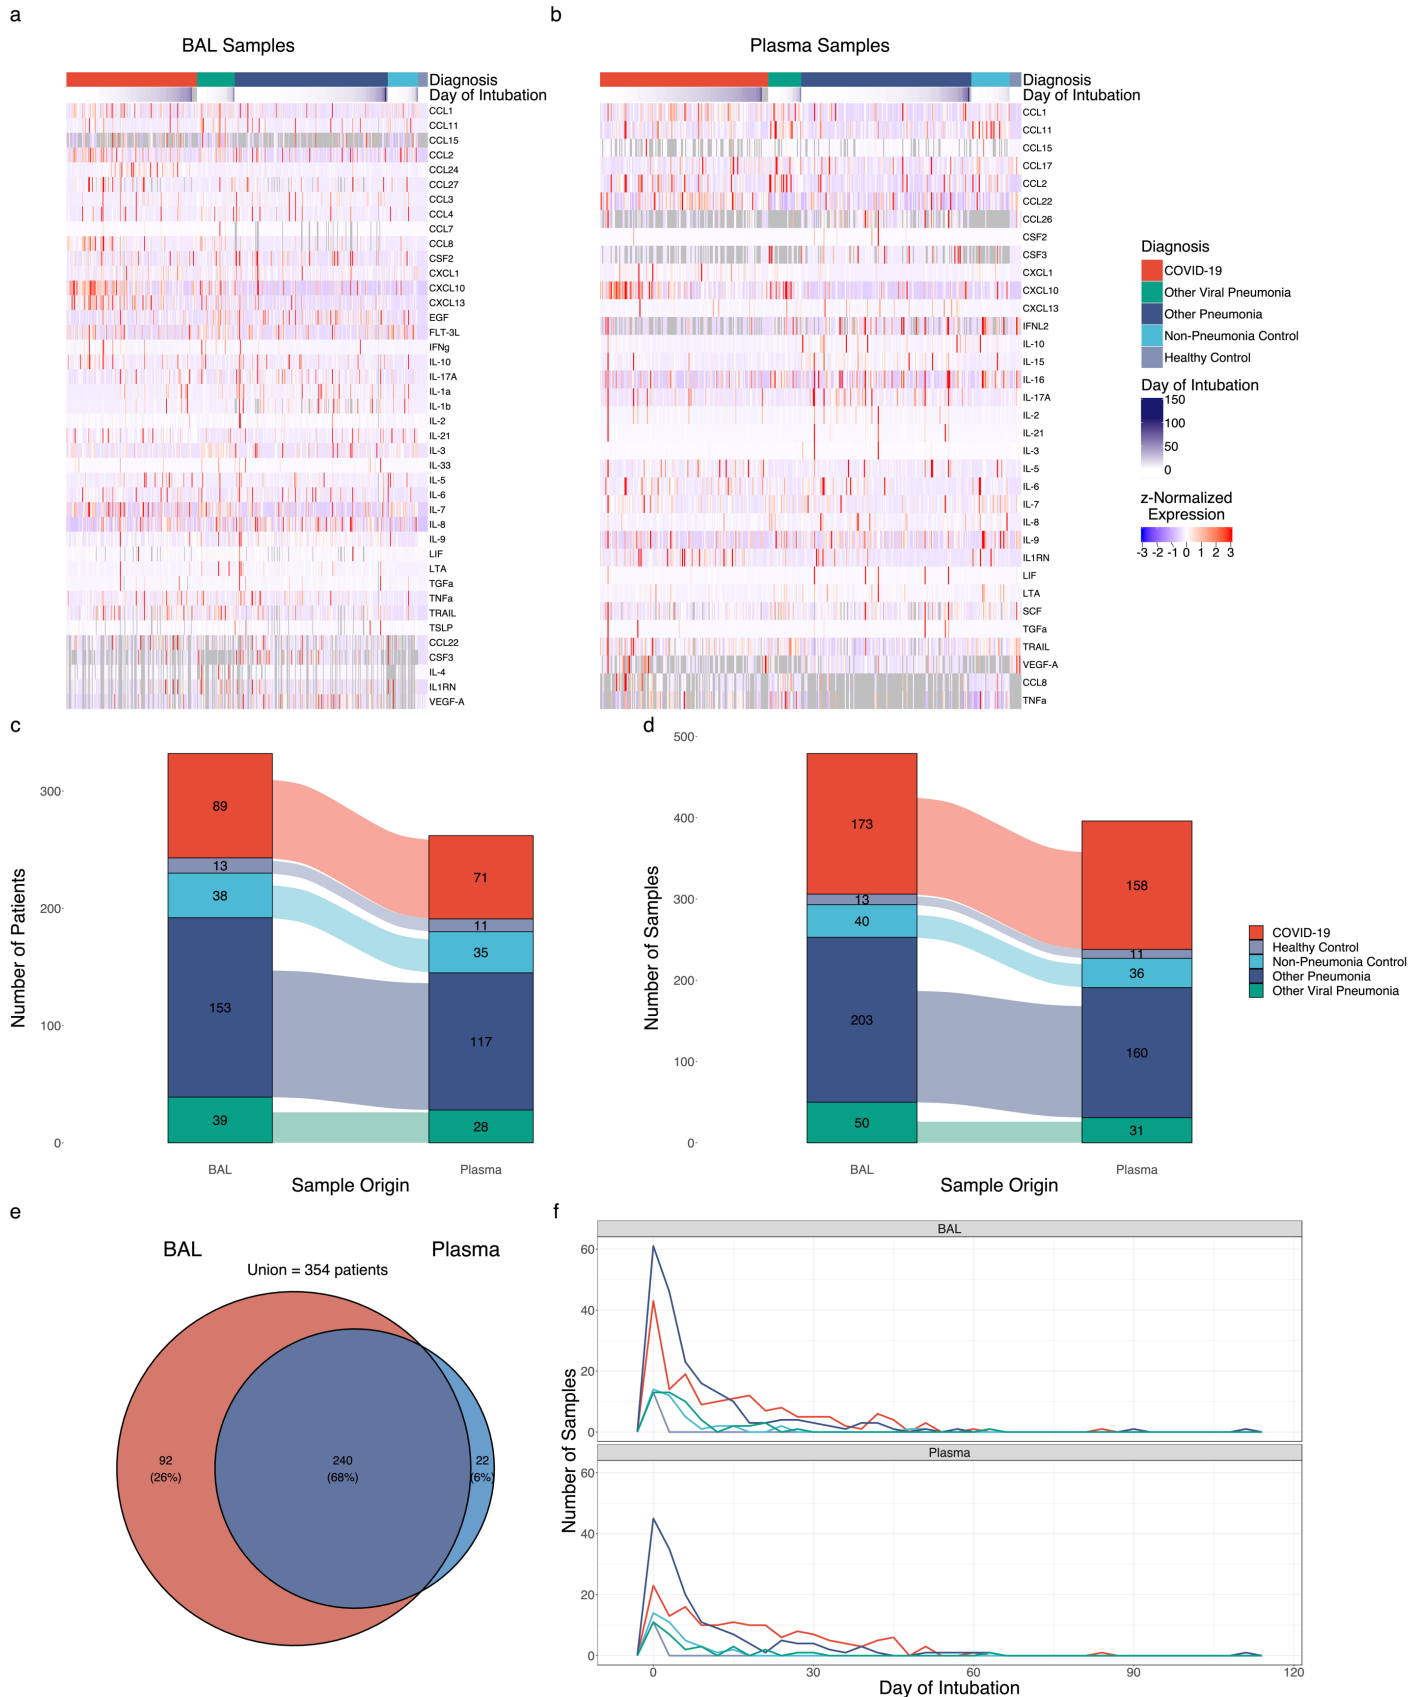 a
BAL Samples
Diagnosis
Day of Intubation
CCL1
CCL11
CCL15
CCL2
CCL24
CCL27
CCL3
CCL4
CCL7
CCL8
CSF2
CXCL1
CXCL10
CXCL13
EGF
FLT-3L
IFNg
IL-10
IL-17A
IL-1a
IL-1b
IL-2
IL-21
IL-3
IL-33
IL-5
IL-6
IL-7
IL-8
IL-9
LIF
LTA
TGFa
TNFa
TRAIL
TSLP
CCL22
CSF3
IL-4
IL1RN
VEGF-A
b
Plasma Samples
Diagnosis
Day of Intubation
CCL1
CCL11
CCL15
CCL17
CCL2
CCL22
CCL26
CSF2
CSF3
CXCL1
CXCL10
CXCL13
IFNL2
IL-10
IL-15
IL-16
IL-17A
IL-2
IL-21
IL-3
IL-5
IL-6
IL-7
IL-8
IL-9
IL1RN
LIF
LTA
SCF
TGFa
TRAIL
VEGF-A
CCL8
TNFa
Diagnosis
COVID-19
Other Viral Pneumonia
Other Pneumonia
Non-Pneumonia Control
Healthy Control
Day of Intubation
150
100
50
0
z-Normalized
Expression
-3 -2 -1 0 1 2 3
c
Number of Patients
300
200
100
0
89
13
38
153
39
71
11
35
117
28
BAL
Plasma
Sample Origin
d
Number of Samples
500
400
300
200
100
0
173
13
40
203
50
158
11
36
160
31
BAL
Plasma
Sample Origin
COVID-19
Healthy Control
Non-Pneumonia Control
Other Pneumonia
Other Viral Pneumonia
e
BAL
Plasma
Union = 354 patients
92
(26%)
240
(68%)
22
(6%)
f
BAL
60
40
20
0
Plasma
60
40
20
0
Number of Samples
0
30
60
90
120
Day of Intubation